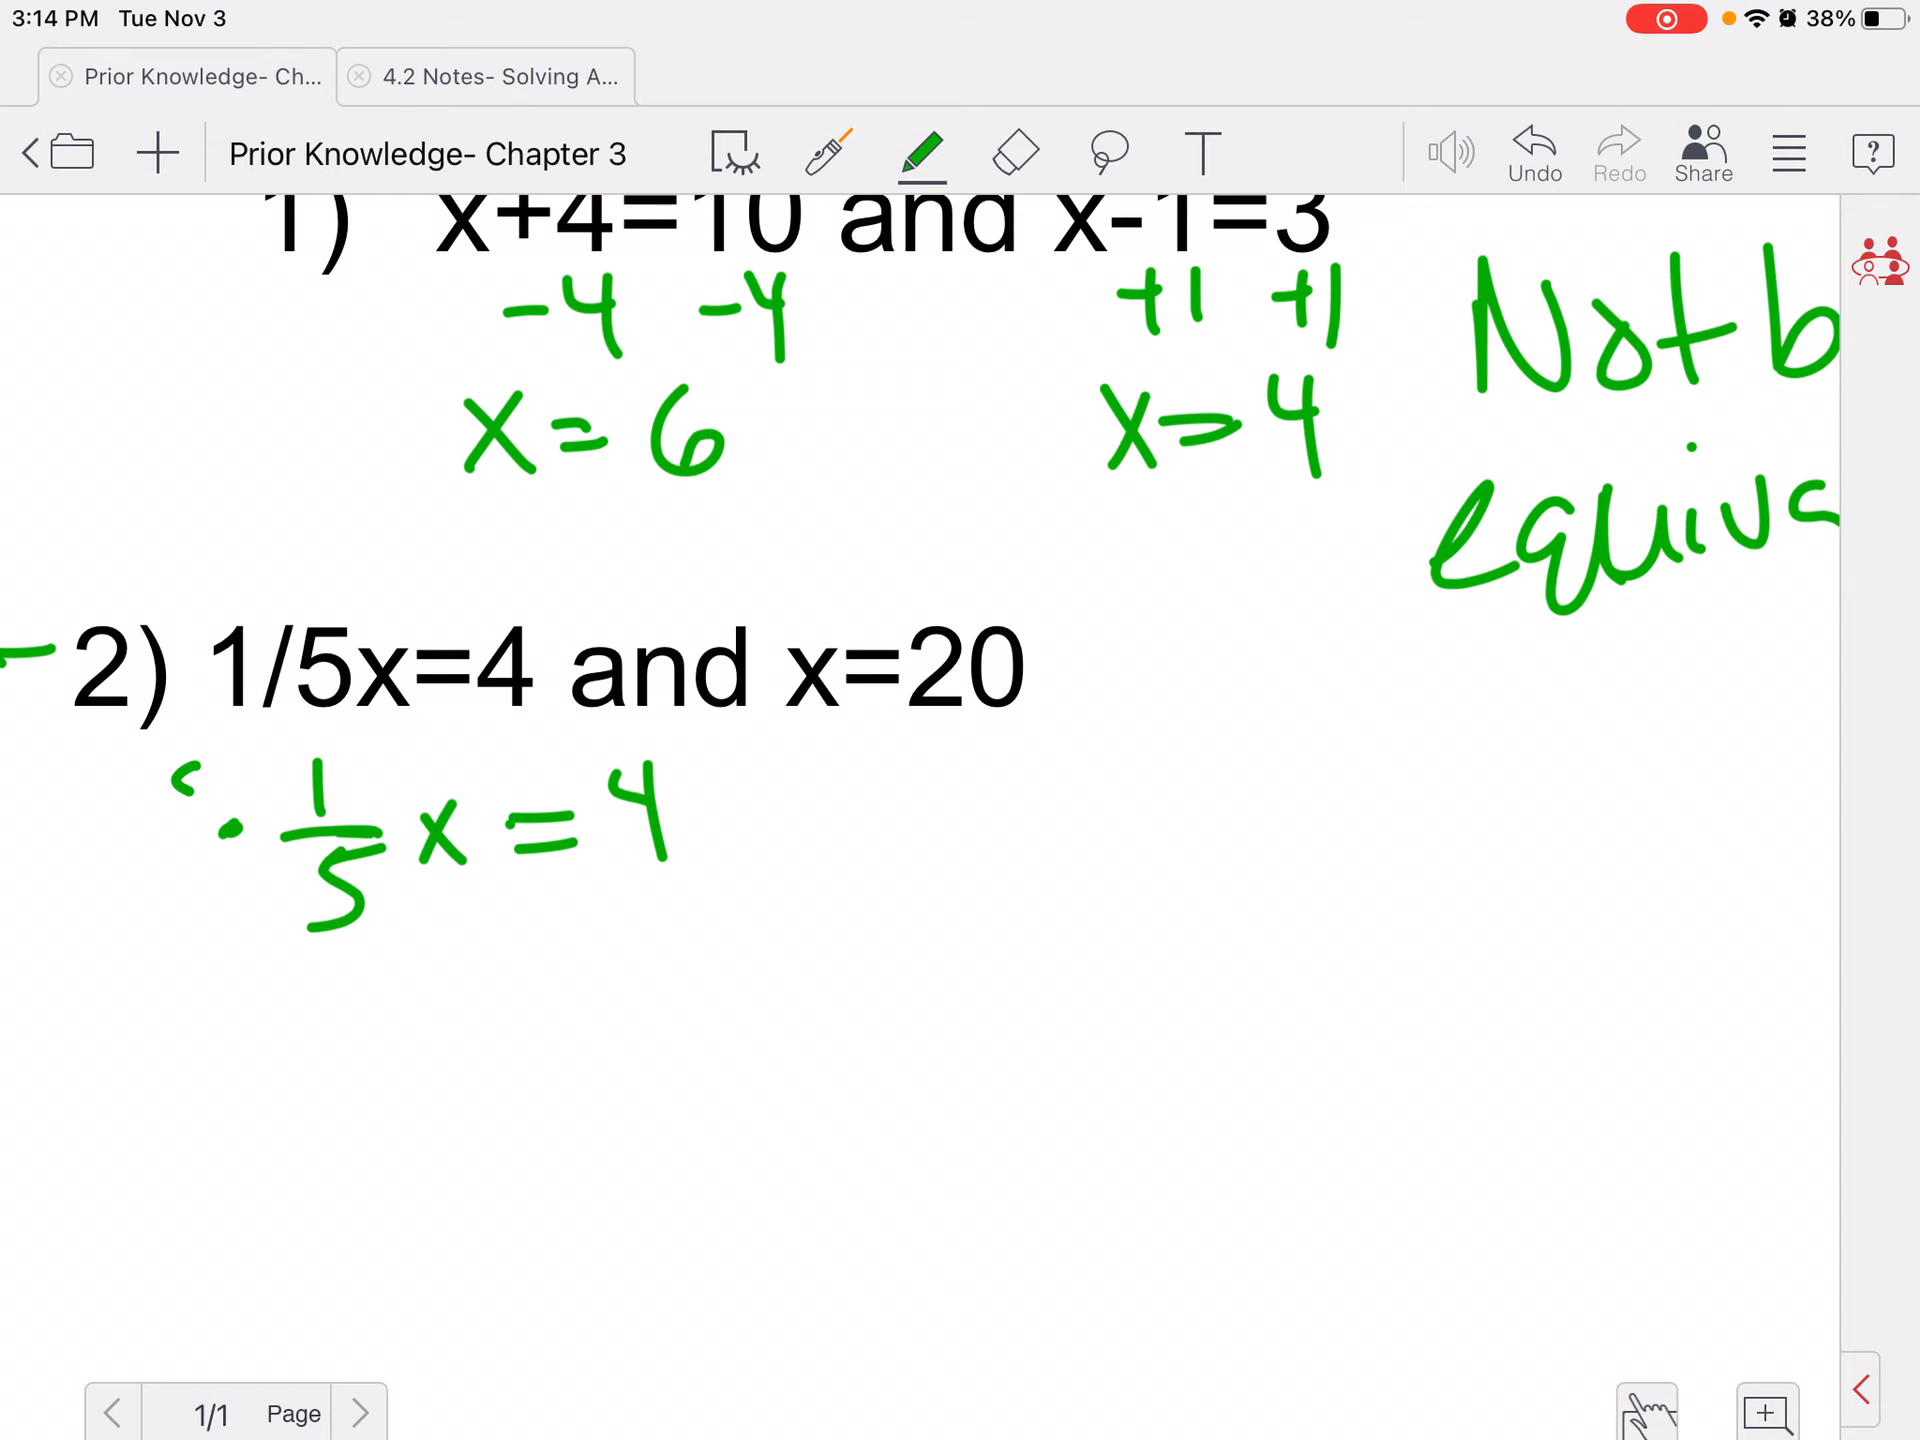 3:14 PM Tue Nov 3 38%
Prior Knowledge- Ch... 4.2 Notes- Solving A...
Prior Knowledge- Chapter 3 T Undo Redo Share ?
1) x+4=10 and x-1=3
-4 -4 +1 +1 Not b
x=6 x=4
equiva
2) 1/5x=4 and x=20
· 1/5 x = 4
1/1 Page